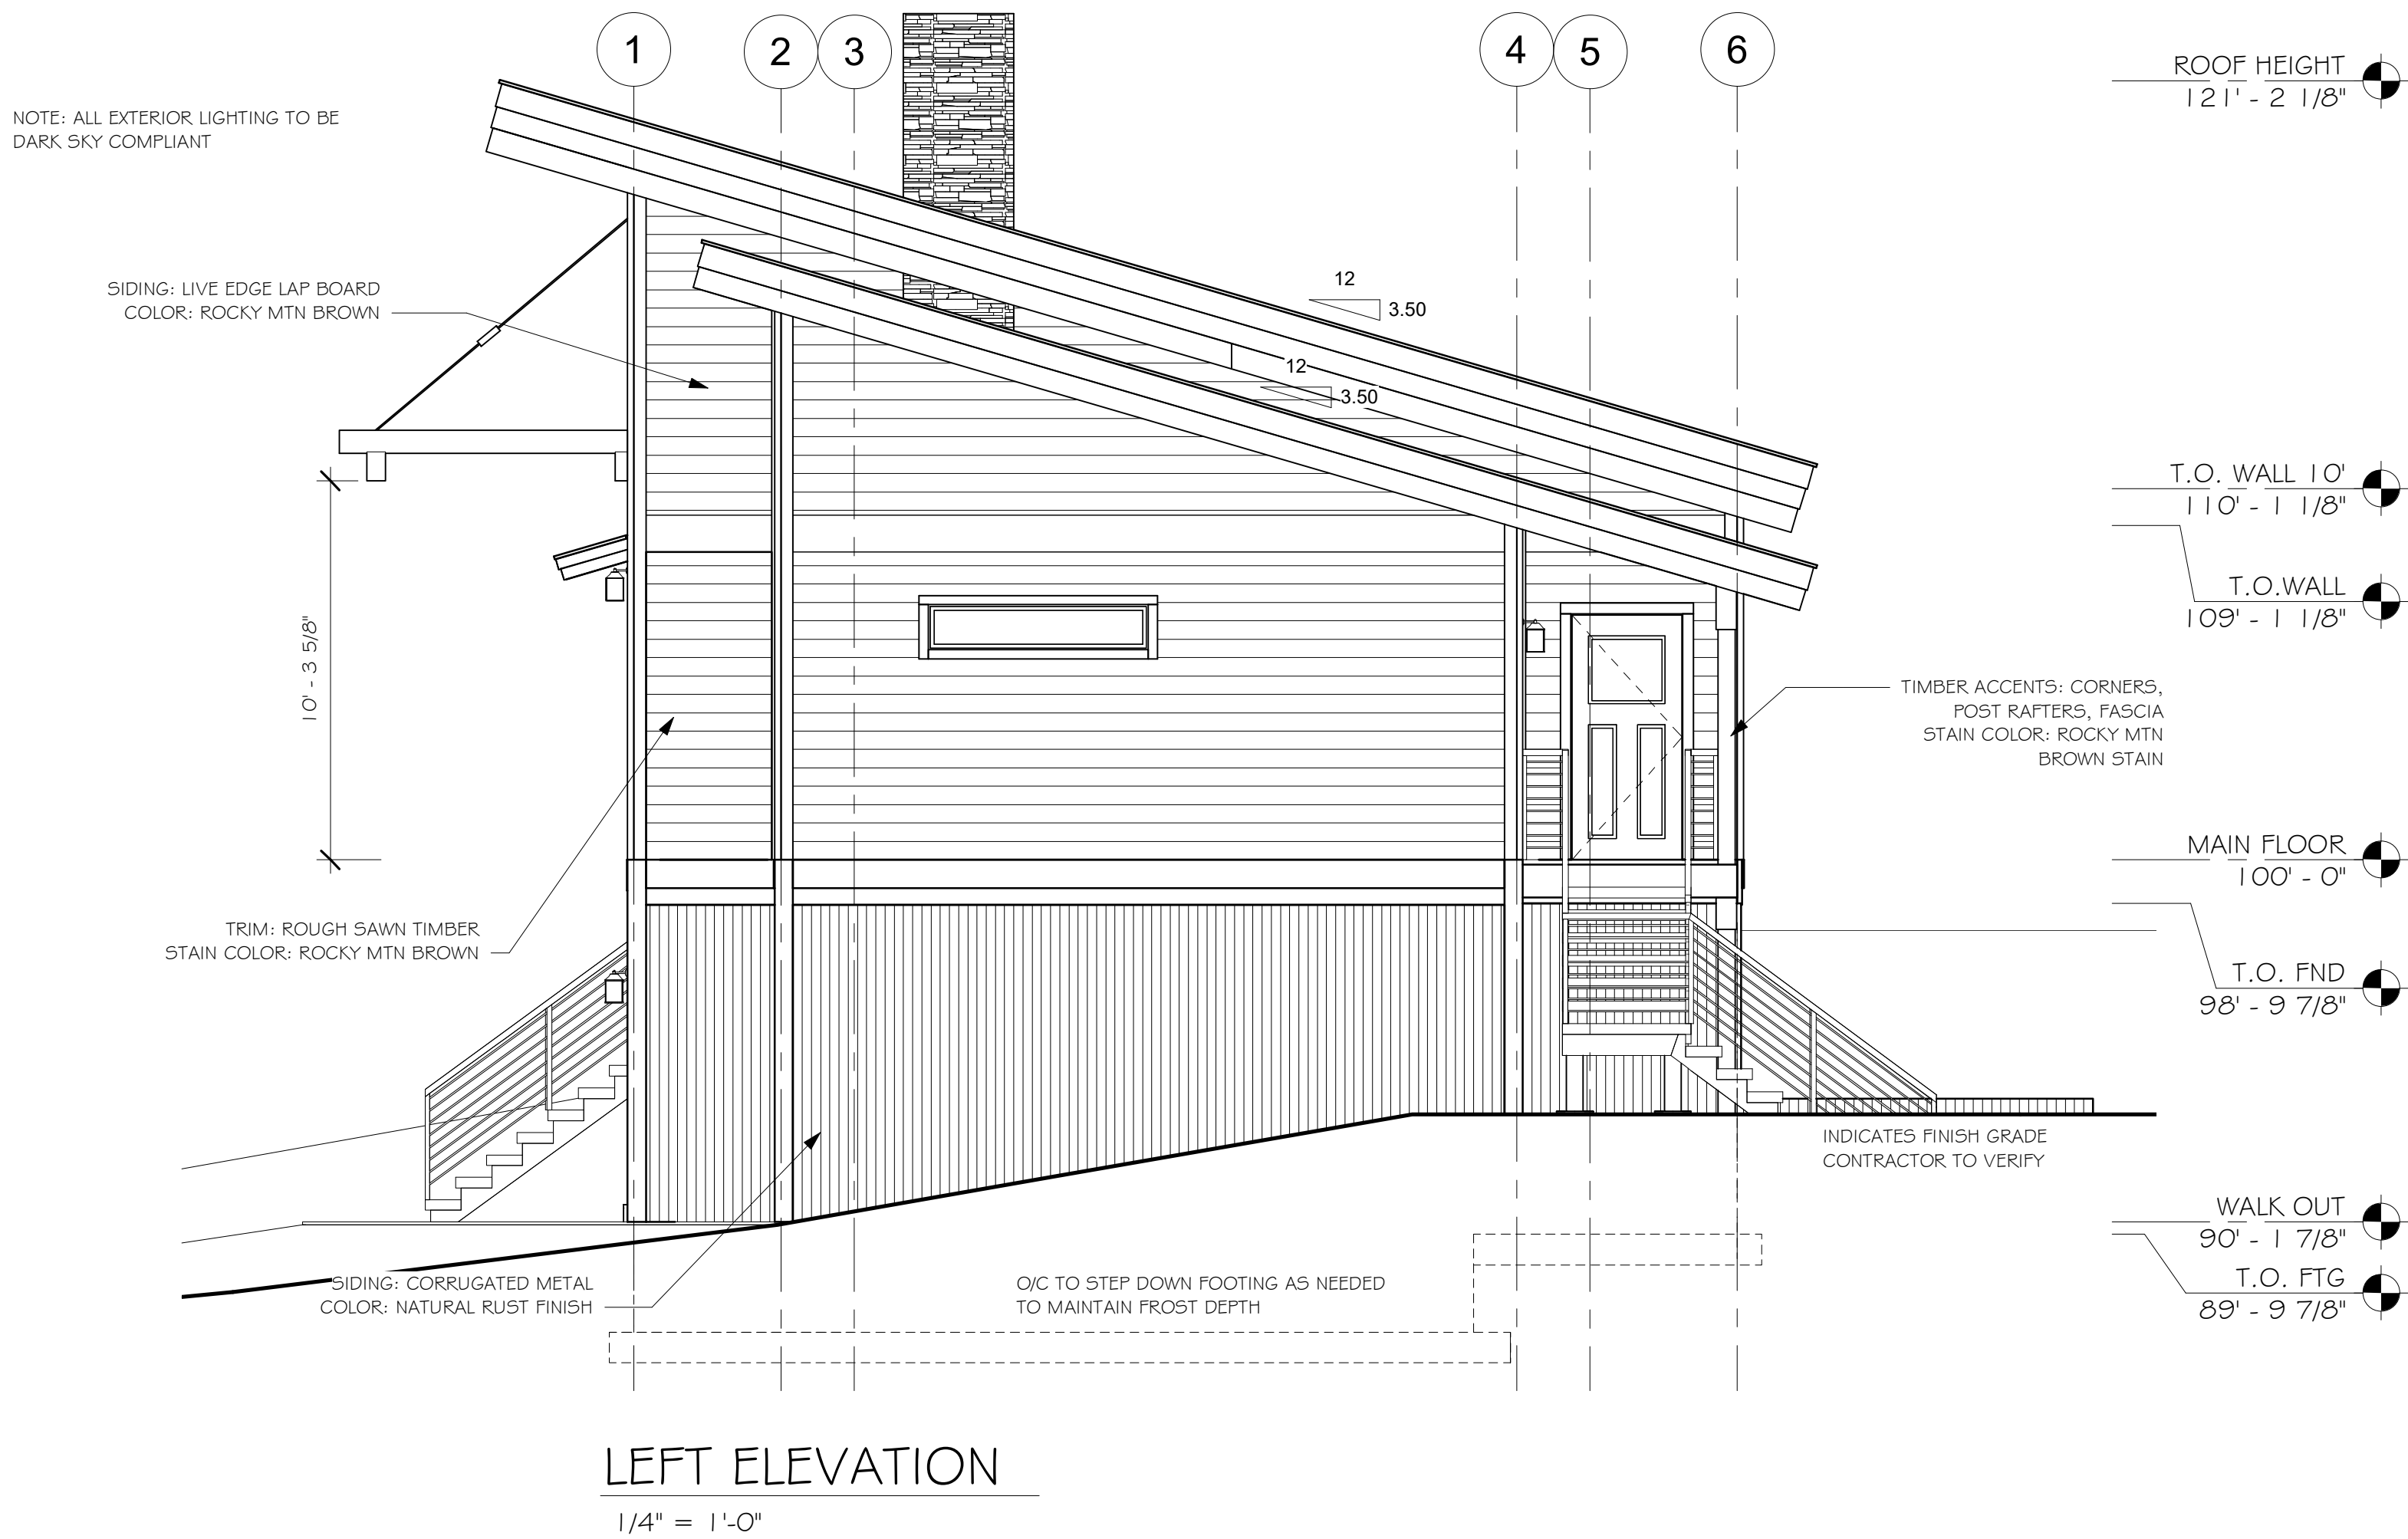 1
2
3
4
5
6
ROOF HEIGHT
121' - 2 1/8"
NOTE: ALL EXTERIOR LIGHTING TO BE
DARK SKY COMPLIANT
SIDING: LIVE EDGE LAP BOARD
COLOR: ROCKY MTN BROWN
12
3.50
12
3.50
T.O. WALL 10'
110' - 1 1/8"
T.O.WALL
109' - 1 1/8"
10' - 3 5/8"
TIMBER ACCENTS: CORNERS,
POST RAFTERS, FASCIA
STAIN COLOR: ROCKY MTN
BROWN STAIN
MAIN FLOOR
100' - 0"
TRIM: ROUGH SAWN TIMBER
STAIN COLOR: ROCKY MTN BROWN
T.O. FND
98' - 9 7/8"
INDICATES FINISH GRADE
CONTRACTOR TO VERIFY
WALK OUT
90' - 1 7/8"
SIDING: CORRUGATED METAL
COLOR: NATURAL RUST FINISH
O/C TO STEP DOWN FOOTING AS NEEDED
TO MAINTAIN FROST DEPTH
T.O. FTG
89' - 9 7/8"
LEFT ELEVATION
1/4" = 1'-0"